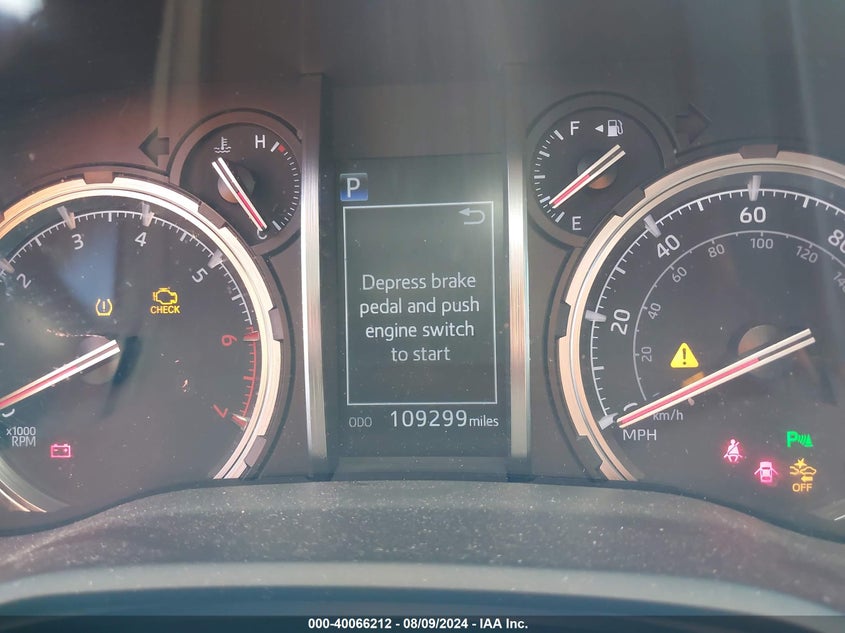 H
C
F
E
P
Depress brake
pedal and push
engine switch
to start
ODO 109299 miles
2
3
4
5
6
7
x1000
RPM
CHECK
0
20
40
60
80
20
40
60
80
100
120
km/h
MPH
P
OFF
000-40066212 - 08/09/2024 - IAA Inc.